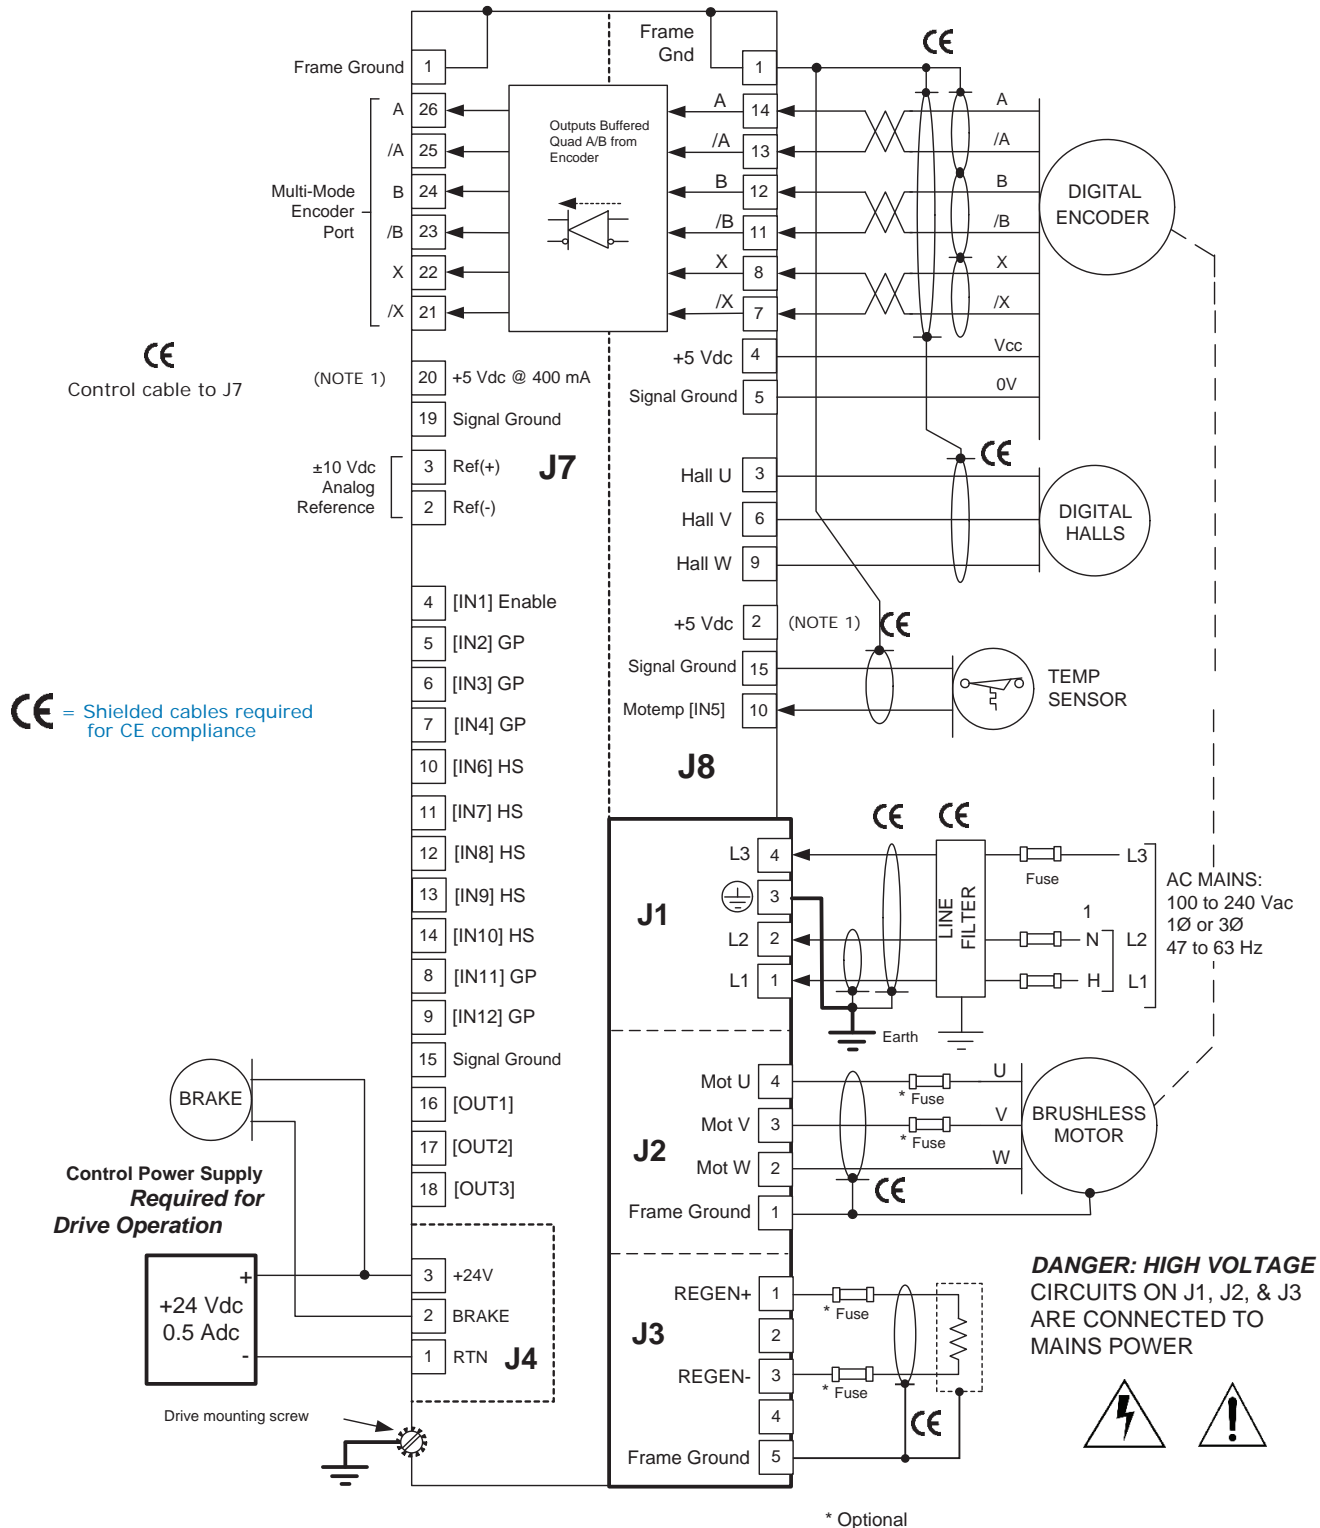 Frame Ground 1
Frame
Gnd
1
CE
A 26
/A 25
B 24
/B 23
X 22
/X 21
Multi-Mode
Encoder
Port
Outputs Buffered
Quad A/B from
Encoder
A 14 A
/A 13 /A
B 12 B
/B 11 /B
X 8 X
/X 7 /X
DIGITAL
ENCODER
+5 Vdc 4 Vcc
Signal Ground 5 0V
CE
Control cable to J7
(NOTE 1) 20 +5 Vdc @ 400 mA
19 Signal Ground
±10 Vdc
Analog
Reference
3 Ref(+)
2 Ref(-)
J7
CE
Hall U 3
Hall V 6
Hall W 9
DIGITAL
HALLS
4 [IN1] Enable
5 [IN2] GP
6 [IN3] GP
7 [IN4] GP
10 [IN6] HS
11 [IN7] HS
12 [IN8] HS
13 [IN9] HS
14 [IN10] HS
8 [IN11] GP
9 [IN12] GP
15 Signal Ground
16 [OUT1]
17 [OUT2]
18 [OUT3]
+5 Vdc 2 (NOTE 1) CE
Signal Ground 15
Motemp [IN5] 10
TEMP
SENSOR
J8
CE = Shielded cables required
for CE compliance
CE CE
J1
L3 4
3
L2 2
L1 1
LINE
FILTER
Fuse
L3
1
N L2
H L1
AC MAINS:
100 to 240 Vac
1Ø or 3Ø
47 to 63 Hz
Earth
J2
Mot U 4 * Fuse U
Mot V 3 * Fuse V
Mot W 2 W
Frame Ground 1
CE
BRUSHLESS
MOTOR
BRAKE
Control Power Supply
Required for
Drive Operation
+
+24 Vdc
0.5 Adc
-
3 +24V
2 BRAKE
1 RTN
J4
Drive mounting screw
J3
REGEN+ 1 * Fuse
2
REGEN- 3 * Fuse
4
CE
Frame Ground 5
DANGER: HIGH VOLTAGE
CIRCUITS ON J1, J2, & J3
ARE CONNECTED TO
MAINS POWER
* Optional